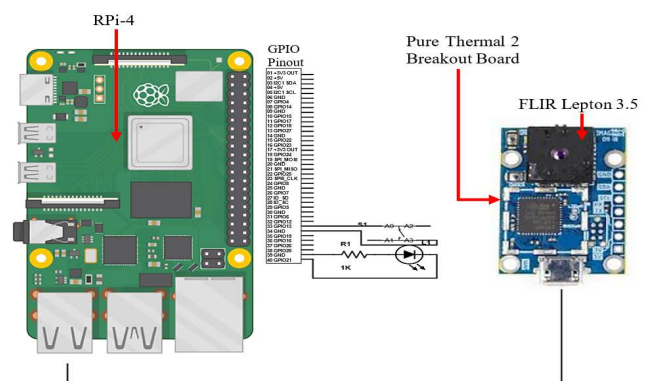 RPi-4
GPIO
Pinout
01 +3V3 OUT
02 +5V
03 I2C1 SDA
04 +5V
05 I2C1 SCL
06 GND
07 GPIO4
08 GPIO14
09 GND
10 GPIO15
11 GPIO17
12 GPIO18
13 GPIO27
14 GND
15 GPIO22
16 GPIO23
17 +3V3 OUT
18 GPIO24
19 SPI_MOSI
20 GND
21 SPI_MISO
22 GPIO25
23 SPI0_CLK
24 GPIO8
25 GND
26 GPIO7
27 ID_SD
28 ID_SC
29 GPIO5
30 GND
31 GPIO6
32 GPIO12
33 GPIO13
34 GND
35 GPIO19
36 GPIO16
37 GPIO26
38 GPIO20
39 GND
40 GPIO21
S1
A0
A2
A1
A3
L1
R1
1K
Pure Thermal 2
Breakout Board
FLIR Lepton 3.5